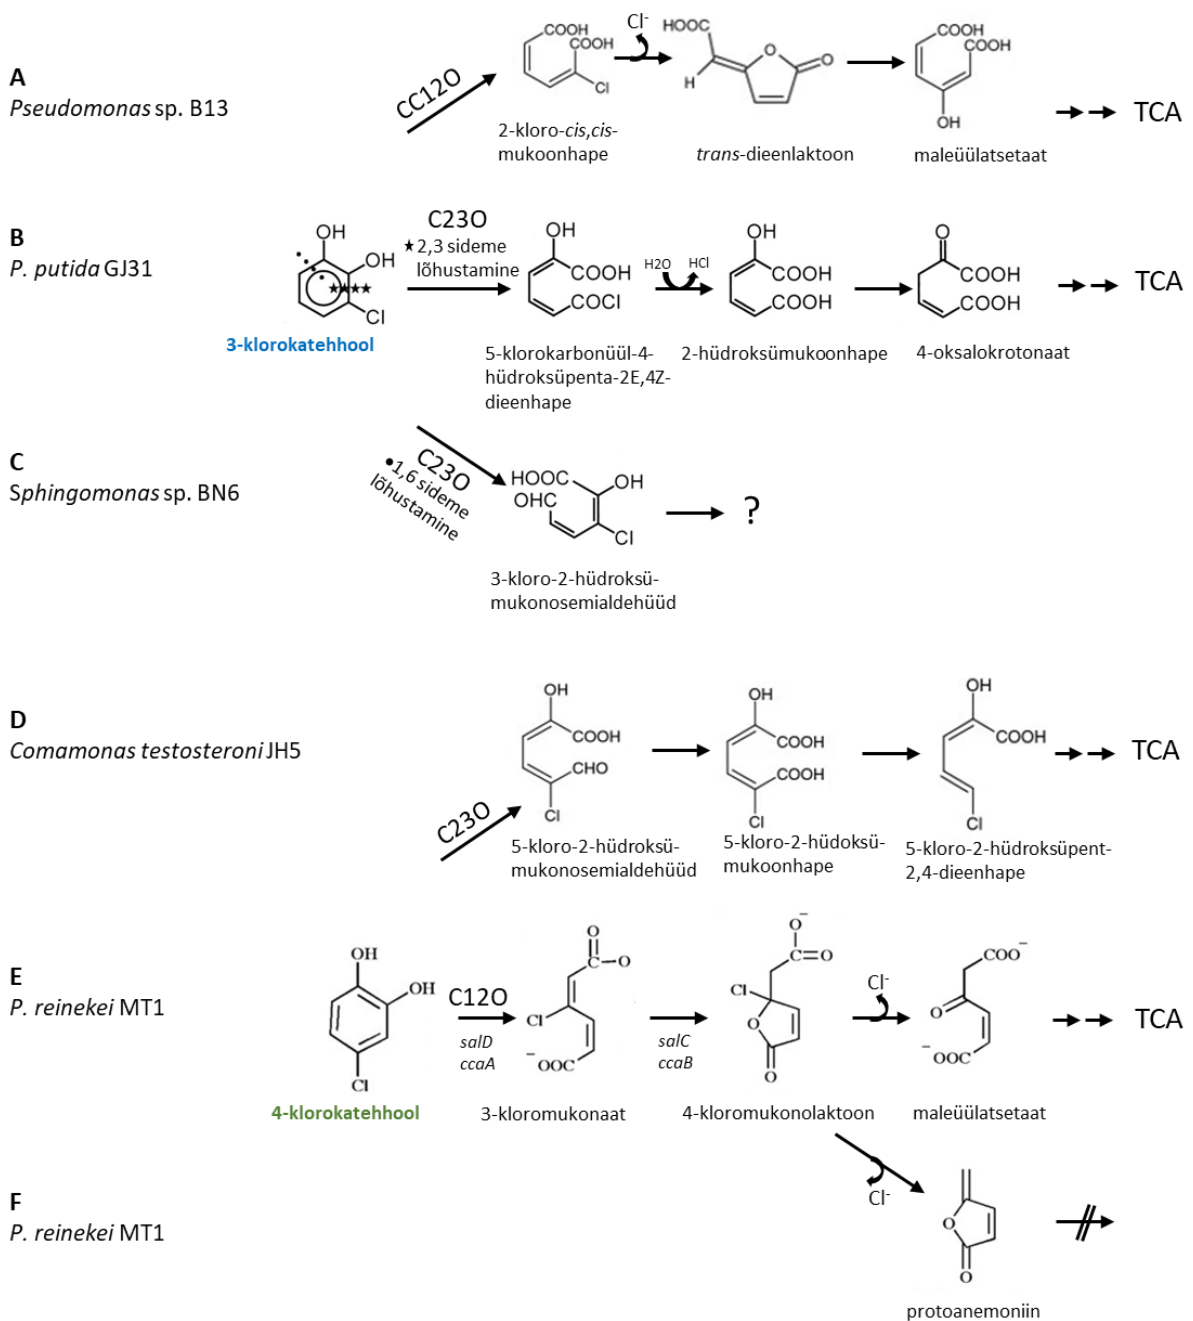 A
Pseudomonas sp. B13
CC12O
COOH
COOH
Cl
2-kloro-cis,cis-
mukoonhape
Cl-
HOOC
H
O
O
trans-dieenlaktoon
COOH
COOH
OH
maleüülatsetaat
TCA
B
P. putida GJ31
OH
OH
Cl
3-klorokatehhool
C23O
★2,3 sideme
lõhustamine
OH
COOH
COCl
5-klorokarbonüül-4-
hüdroksüpenta-2E,4Z-
dieenhape
H2O
HCl
OH
COOH
COOH
2-hüdroksümukoonhape
O
COOH
COOH
4-oksalokrotonaat
TCA
C
Sphingomonas sp. BN6
C23O
•1,6 sideme
lõhustamine
HOOC
OH
OHC
Cl
3-kloro-2-hüdroksü-
mukonosemialdehüüd
?
D
Comamonas testosteroni JH5
C23O
OH
COOH
CHO
Cl
5-kloro-2-hüdroksü-
mukonosemialdehüüd
OH
COOH
COOH
Cl
5-kloro-2-hüdoksü-
mukoonhape
OH
COOH
Cl
5-kloro-2-hüdroksüpent-
2,4-dieenhape
TCA
E
P. reinekei MT1
OH
OH
Cl
4-klorokatehhool
C12O
salD
ccaA
O
C-O
Cl
-OOC
3-kloromukonaat
salC
ccaB
O-
C=O
Cl
O
O
4-kloromukonolaktoon
Cl-
COO-
O
-OOC
maleüülatsetaat
TCA
F
P. reinekei MT1
Cl-
O
O
protoanemoniin